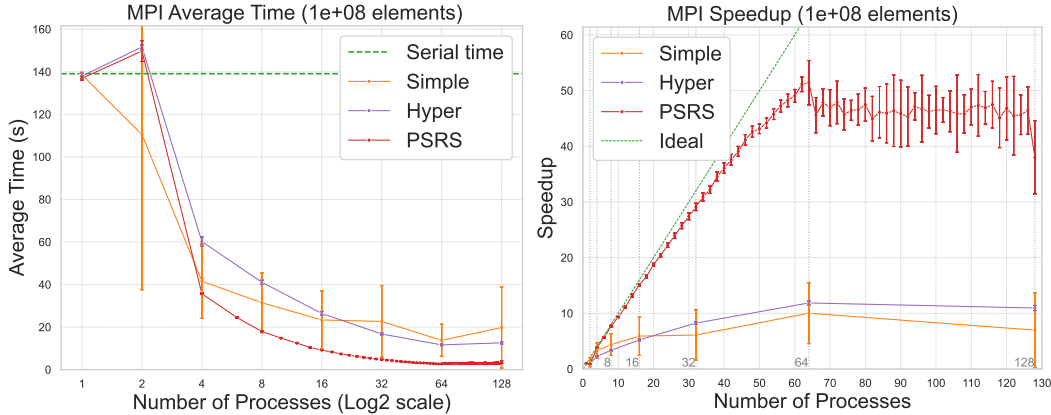 MPI Average Time (1e+08 elements)
160
140
120
100
80
60
40
20
0
Average Time (s)
Serial time
Simple
Hyper
PSRS
1
2
4
8
16
32
64
128
Number of Processes (Log2 scale)
MPI Speedup (1e+08 elements)
60
50
40
30
20
10
0
Speedup
Simple
Hyper
PSRS
Ideal
8
16
32
64
128
0 10 20 30 40 50 60 70 80 90 100 110 120 130
Number of Processes